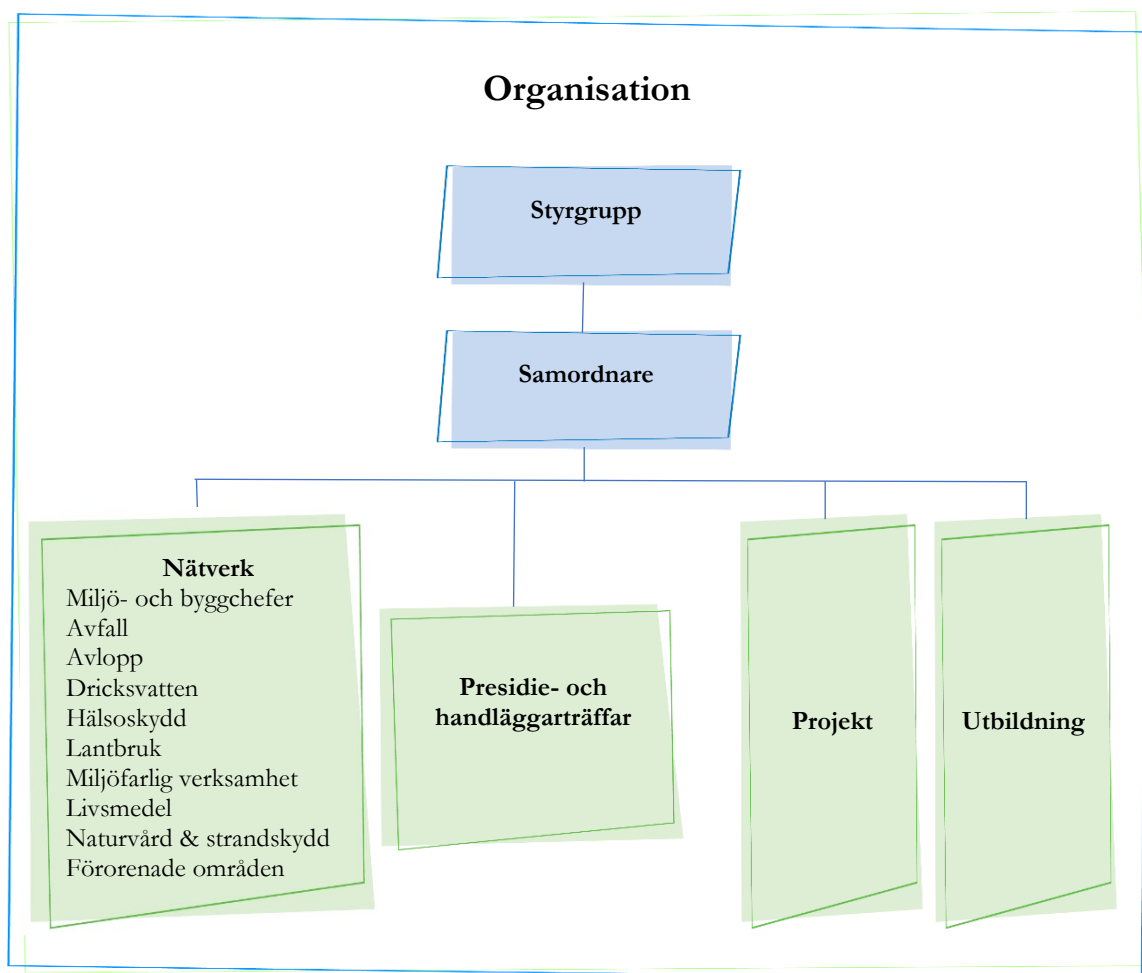 Organisation
Styrgrupp
Samordnare
Nätverk
Miljö- och byggchefer
Avfall
Avlopp
Dricksvatten
Hälsoskydd
Lantbruk
Miljöfarlig verksamhet
Livsmedel
Naturvård & strandskydd
Förorenade områden
Presidie- och
handläggarträffar
Projekt
Utbildning